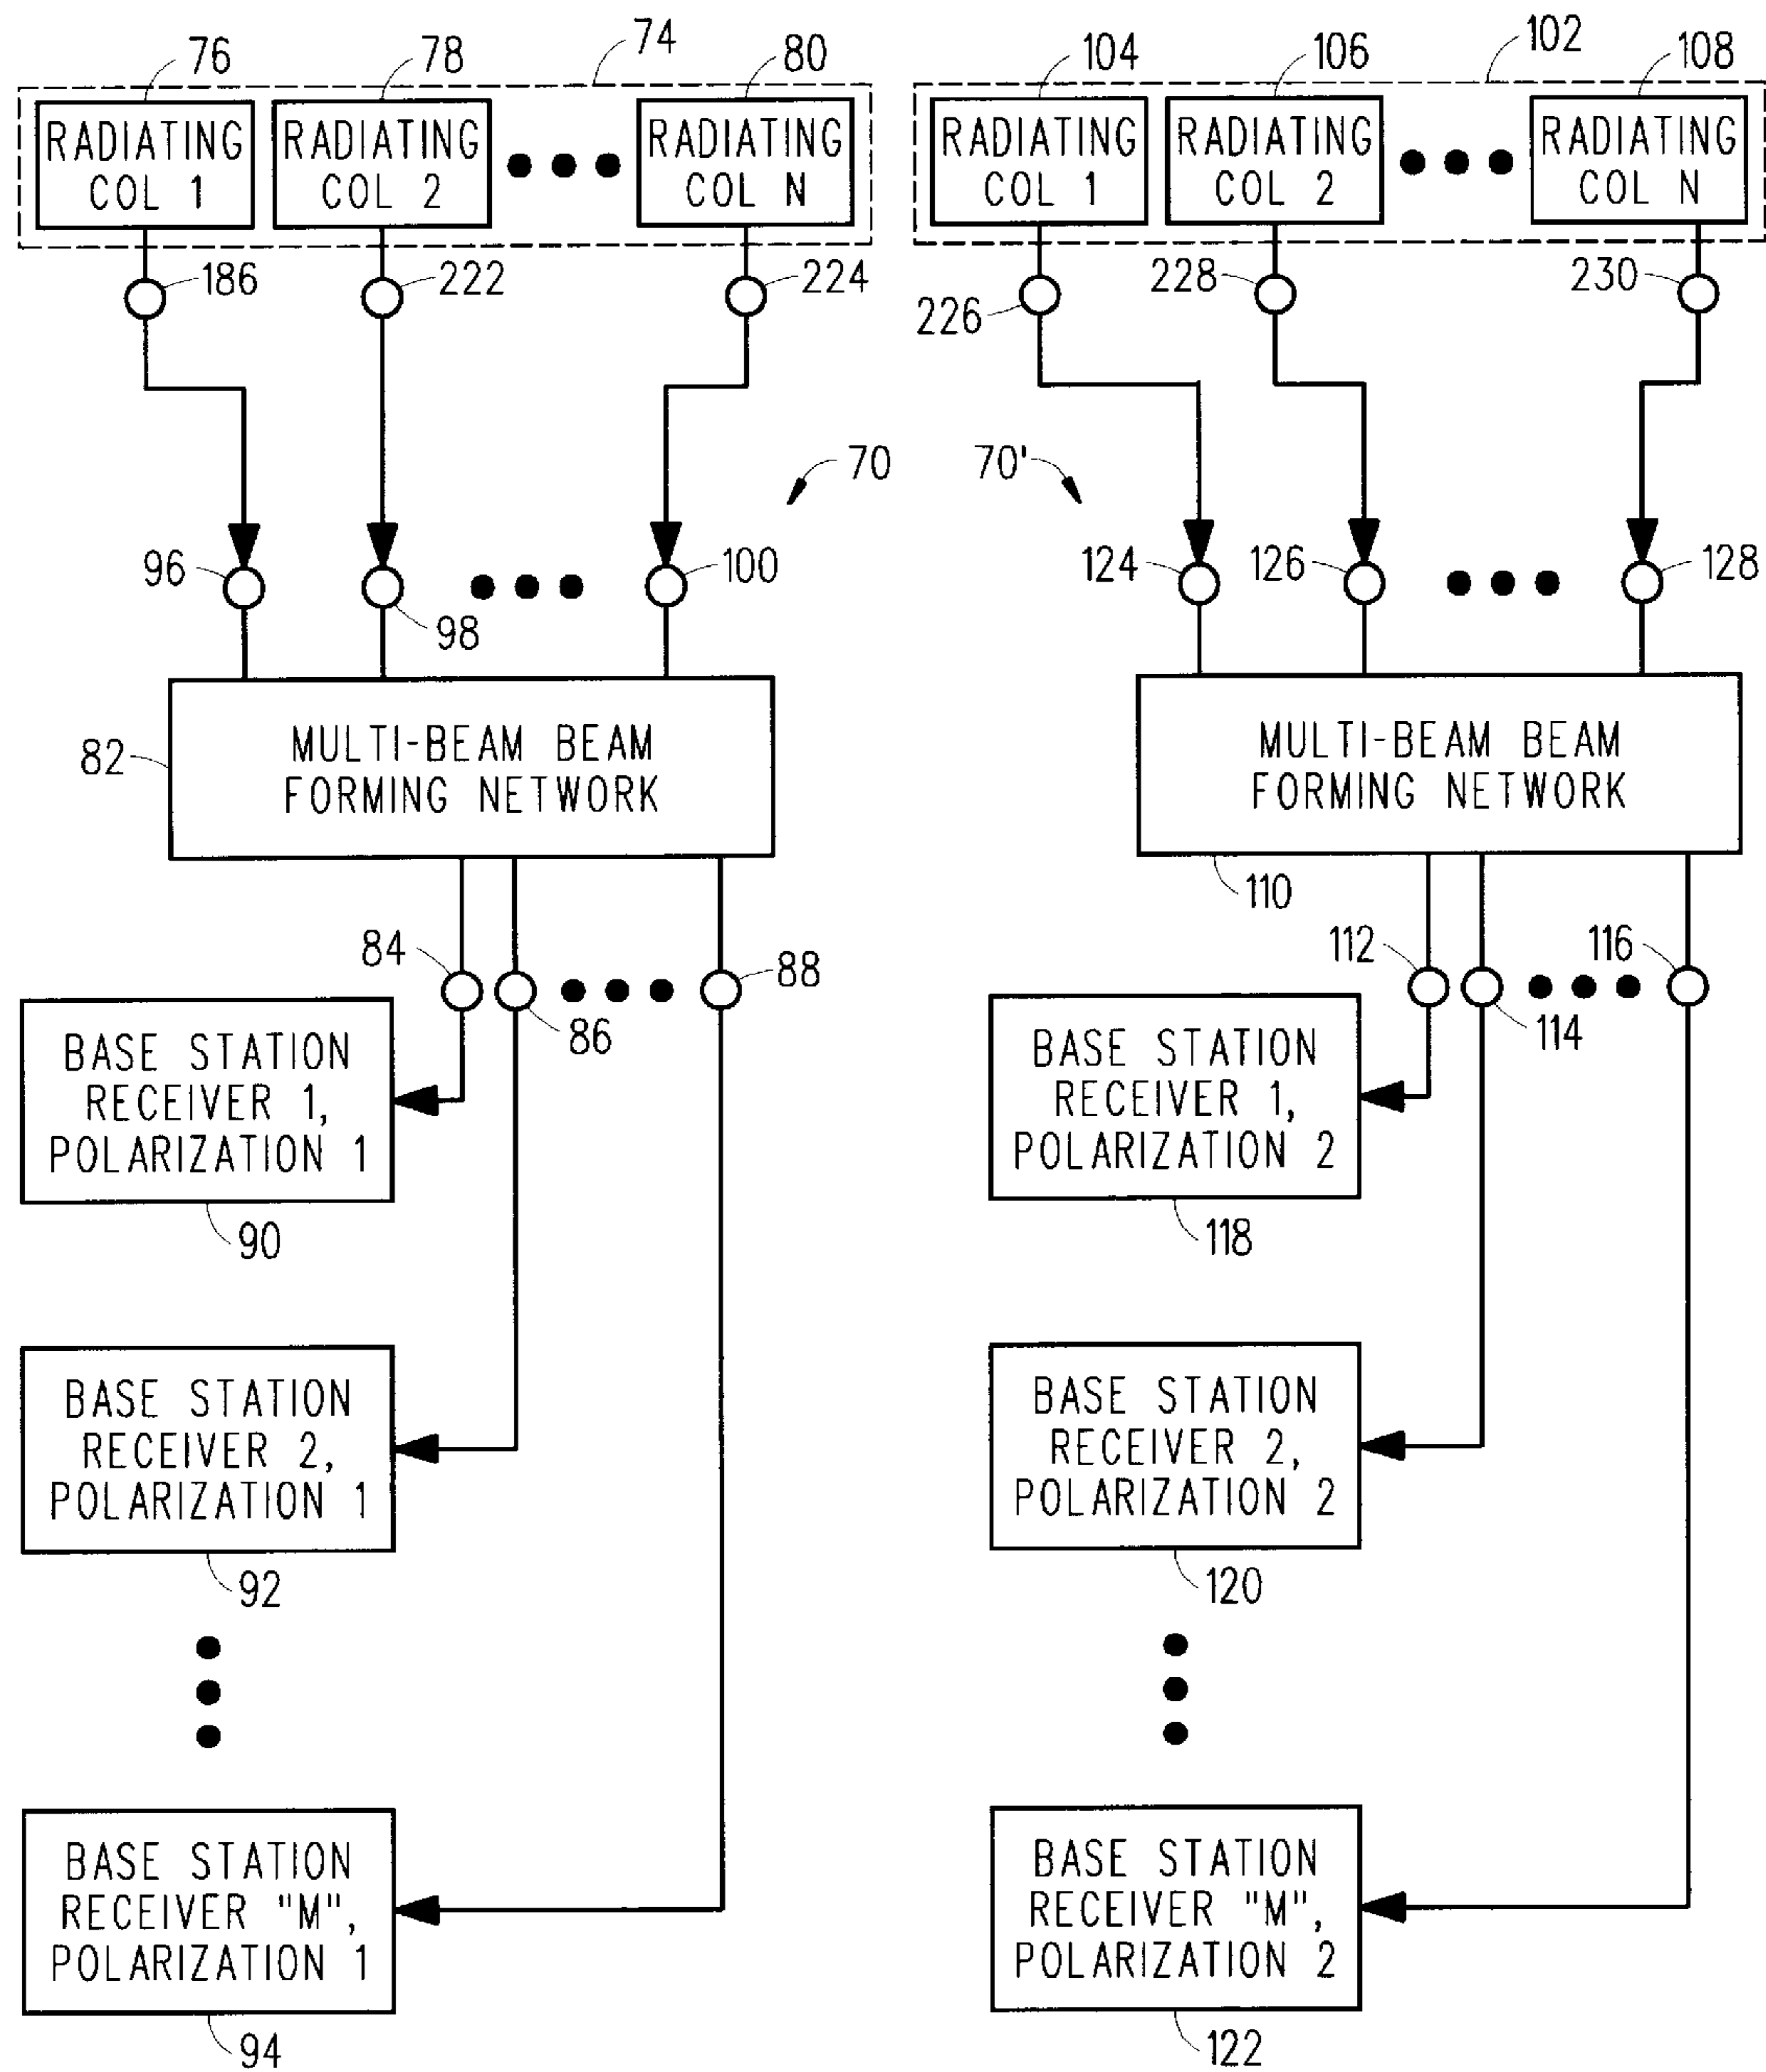 76
78
74
80
104
106
102
108
RADIATING
COL 1
RADIATING
COL 2
RADIATING
COL N
RADIATING
COL 1
RADIATING
COL 2
RADIATING
COL N
186
222
224
226
228
230
70
70'
96
98
100
124
126
128
82
MULTI-BEAM BEAM
FORMING NETWORK
MULTI-BEAM BEAM
FORMING NETWORK
110
84
86
88
112
114
116
BASE STATION
RECEIVER 1,
POLARIZATION 1
90
BASE STATION
RECEIVER 1,
POLARIZATION 2
118
BASE STATION
RECEIVER 2,
POLARIZATION 1
92
BASE STATION
RECEIVER 2,
POLARIZATION 2
120
BASE STATION
RECEIVER "M",
POLARIZATION 1
94
BASE STATION
RECEIVER "M",
POLARIZATION 2
122